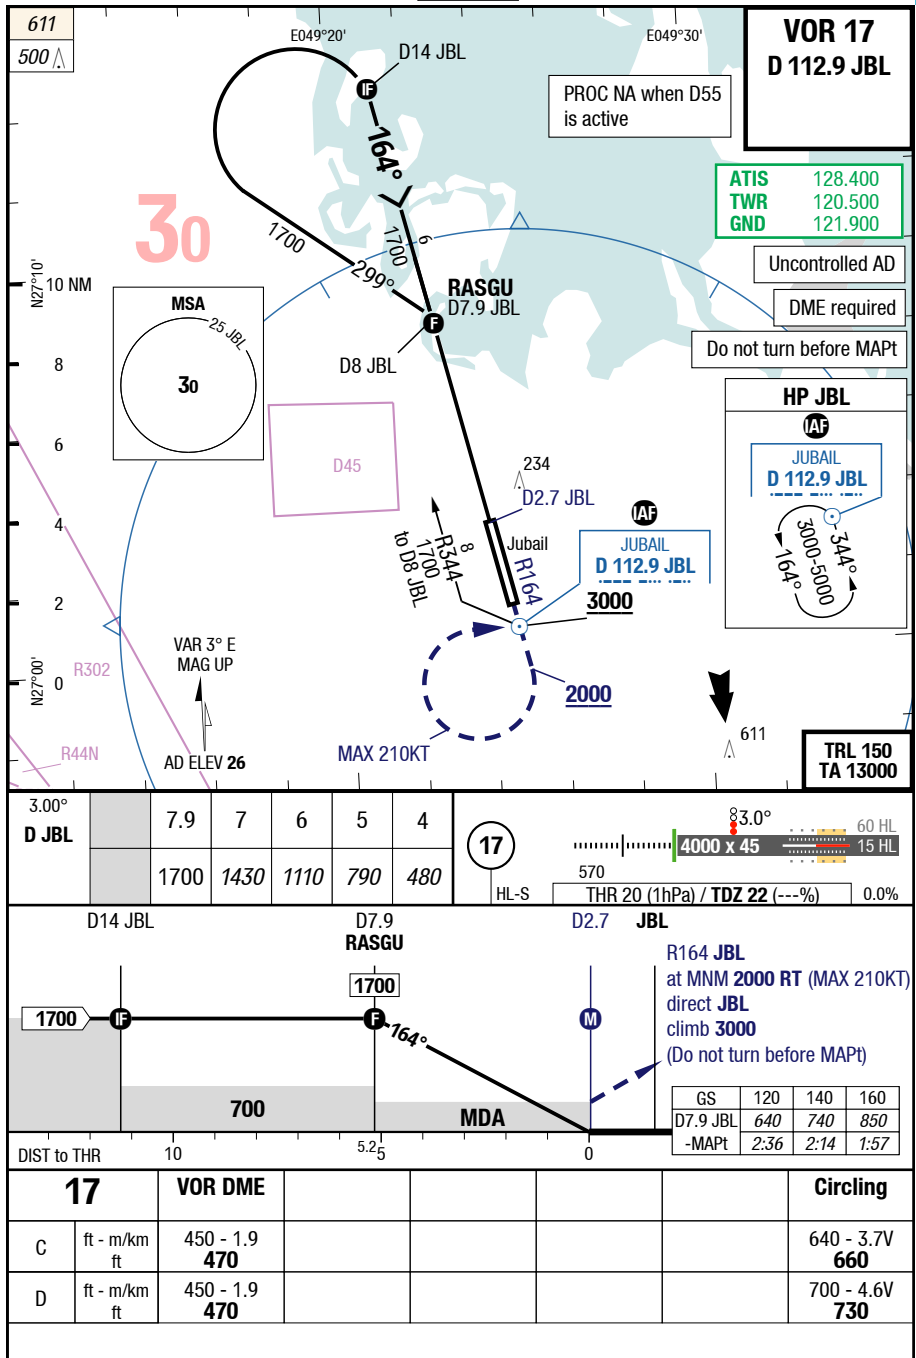 611
500
E049°20'
E049°30'
VOR 17
D 112.9 JBL
D14 JBL
IF
PROC NA when D55
is active
164°
ATIS 128.400
TWR 120.500
GND 121.900
30
1700
299°
6
1700
Uncontrolled AD
N27°10'
10 NM
RASGU
D7.9 JBL
DME required
MSA
25 JBL
30
F
D8 JBL
Do not turn before MAPt
8
HP JBL
IAF
JUBAIL
D 112.9 JBL
344°
3000-5000
164°
6
D45
234
D2.7 JBL
4
IAF
JUBAIL
D 112.9 JBL
Jubail
R164
8
R344
1700
to D8 JBL
3000
2
VAR 3° E
MAG UP
R302
N27°00'
0
2000
R44N
AD ELEV 26
MAX 210KT
611
TRL 150
TA 13000
3.00°
D JBL
7.9 7 6 5 4
1700 1430 1110 790 480
17
HL-S
3.0°
4000 x 45
60 HL
15 HL
570
THR 20 (1hPa) / TDZ 22 (---%)
0.0%
D14 JBL
D7.9
RASGU
D2.7
JBL
R164 JBL
at MNM 2000 RT (MAX 210KT)
direct JBL
climb 3000
(Do not turn before MAPt)
1700
1700
IF
F
M
164°
700
MDA
GS 120 140 160
D7.9 JBL 640 740 850
-MAPt 2:36 2:14 1:57
DIST to THR 10 5.2 5 0
17 VOR DME Circling
C ft - m/km 450 - 1.9 640 - 3.7V
ft 470 660
D ft - m/km 450 - 1.9 700 - 4.6V
ft 470 730